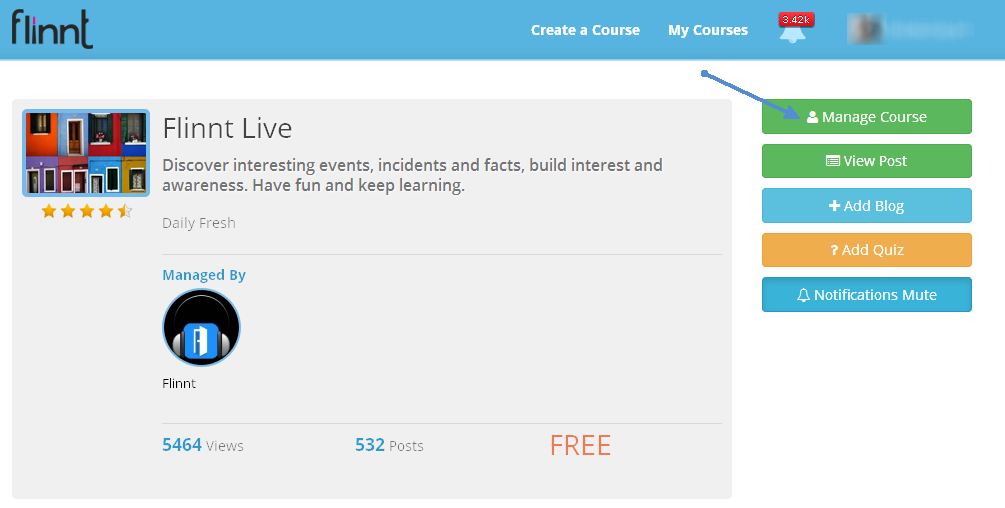 flinnt
Create a Course
My Courses
3.42k
Manage Course
View Post
Add Blog
? Add Quiz
Notifications Mute
Flinnt Live
Discover interesting events, incidents and facts, build interest and
awareness. Have fun and keep learning.
Daily Fresh
Managed By
Flinnt
5464 Views
532 Posts
FREE